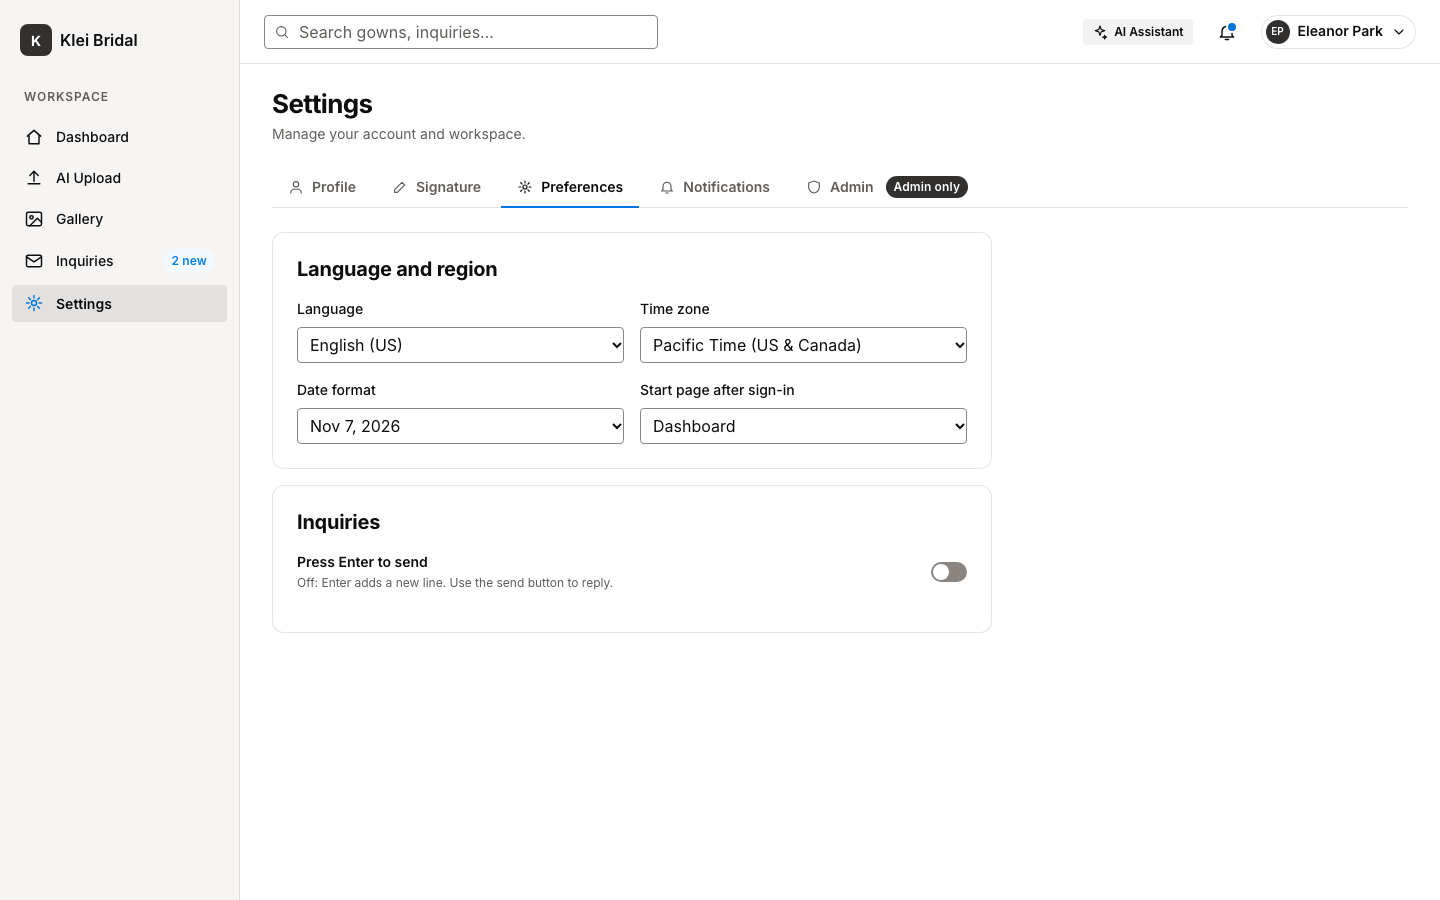 K
Klei Bridal
WORKSPACE
Dashboard
AI Upload
Gallery
Inquiries 2 new
Settings
Search gowns, inquiries...
AI Assistant
EP Eleanor Park
Settings
Manage your account and workspace.
Profile Signature Preferences Notifications Admin Admin only
Language and region
Language Time zone
English (US) Pacific Time (US & Canada)
Date format Start page after sign-in
Nov 7, 2026 Dashboard
Inquiries
Press Enter to send
Off: Enter adds a new line. Use the send button to reply.